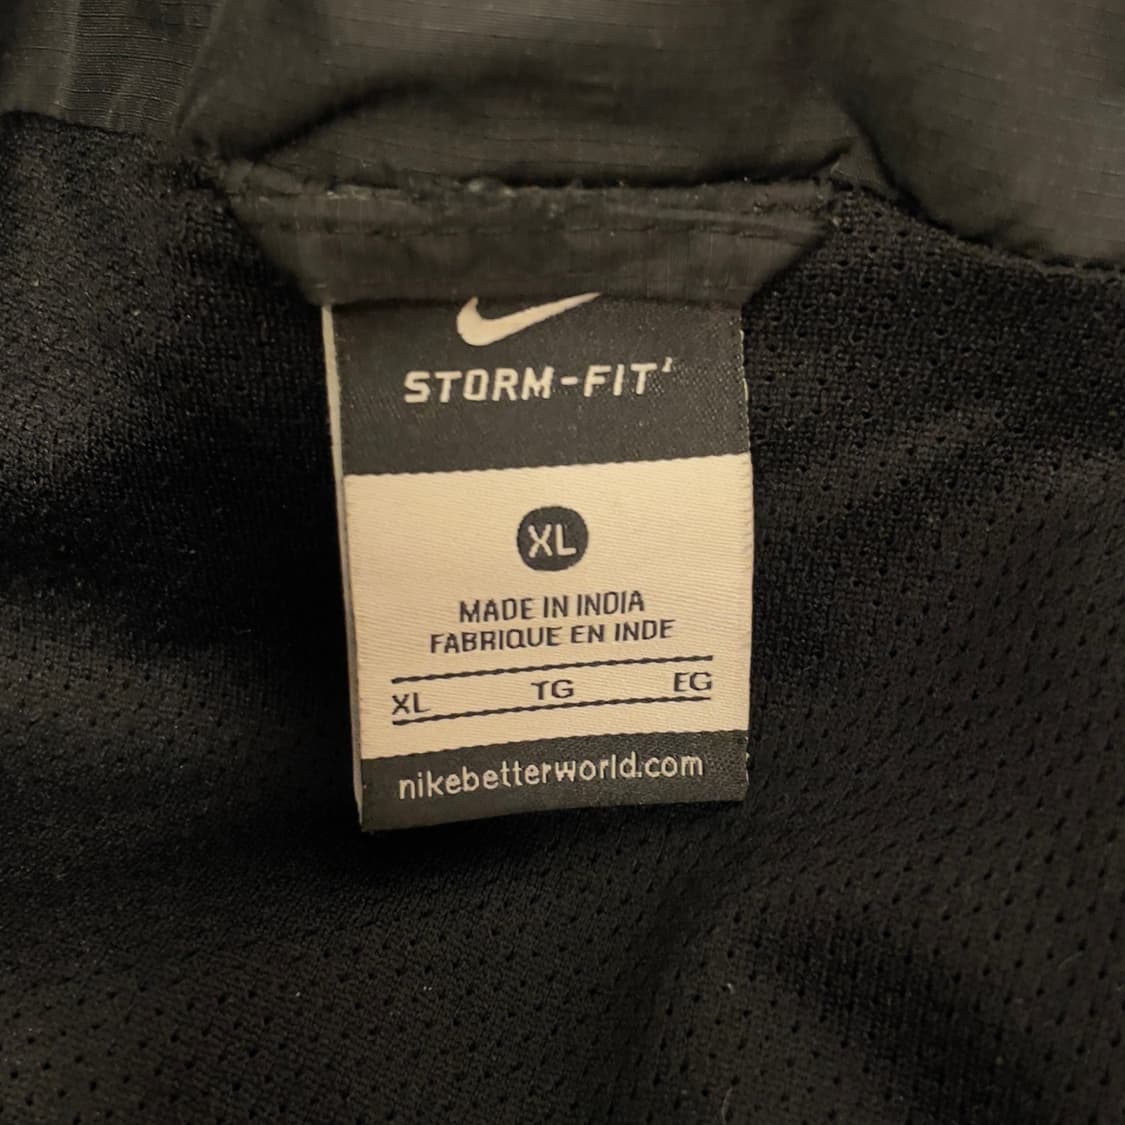 STORM-FIT
XL
MADE IN INDIA
FABRIQUE EN INDE
XL TG EG
nikebetterworld.com